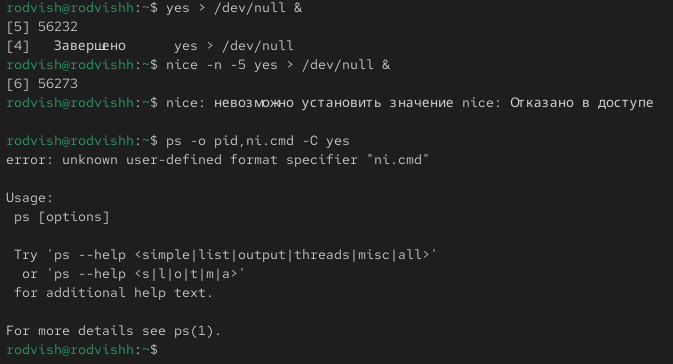 rodvish@rodvishh:~$ yes > /dev/null &
[5] 56232
[4]   Завершено      yes > /dev/null
rodvish@rodvishh:~$ nice -n -5 yes > /dev/null &
[6] 56273
rodvish@rodvishh:~$ nice: невозможно установить значение nice: Отказано в доступе
rodvish@rodvishh:~$ ps -o pid,ni.cmd -C yes
error: unknown user-defined format specifier "ni.cmd"
Usage:
 ps [options]
 Try 'ps --help <simple|list|output|threads|misc|all>'
  or 'ps --help <s|l|o|t|m|a>'
 for additional help text.
For more details see ps(1).
rodvish@rodvishh:~$